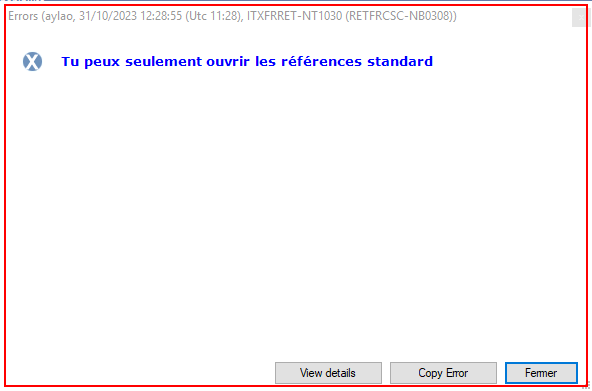 Errors (aylao, 31/10/2023 12:28:55 (Utc 11:28), ITXFRRET-NT1030 (RETFRCSC-NB0308))
Tu peux seulement ouvrir les références standard
View details
Copy Error
Fermer